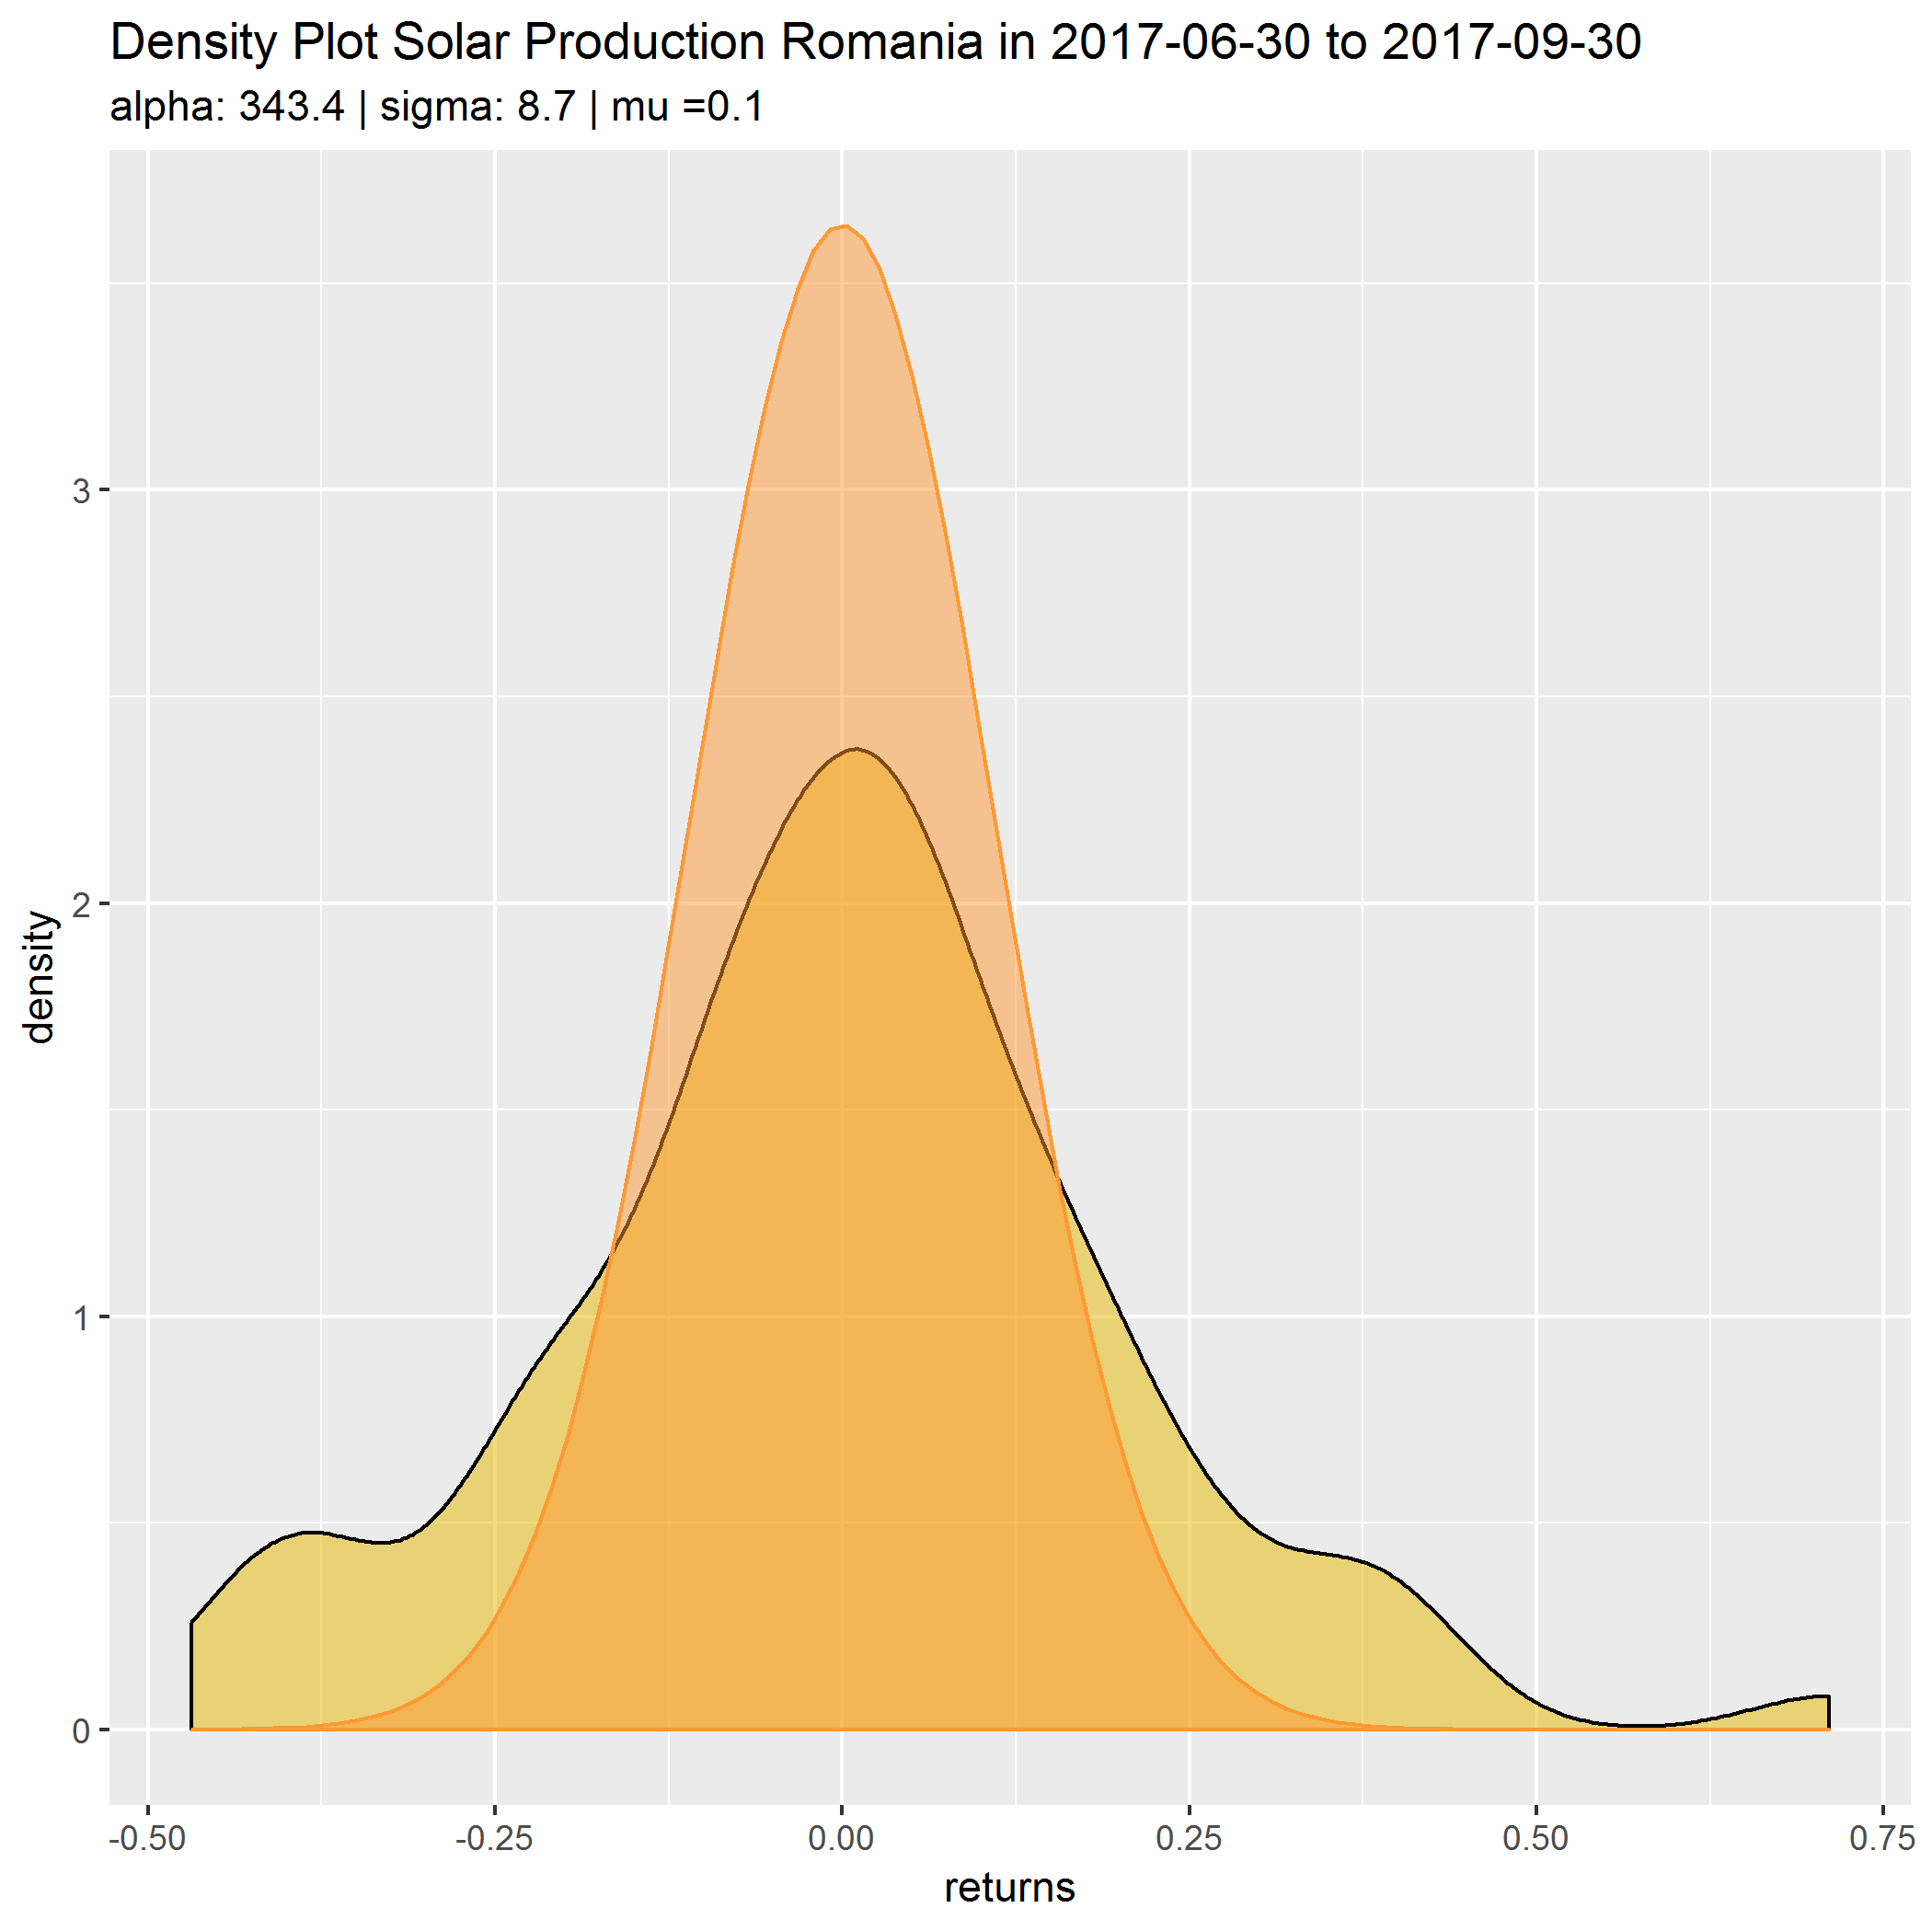 Density Plot Solar Production Romania in 2017-06-30 to 2017-09-30
alpha: 343.4 | sigma: 8.7 | mu =0.1
density
3
2
1
0
-0.50
-0.25
0.00
0.25
0.50
0.75
returns